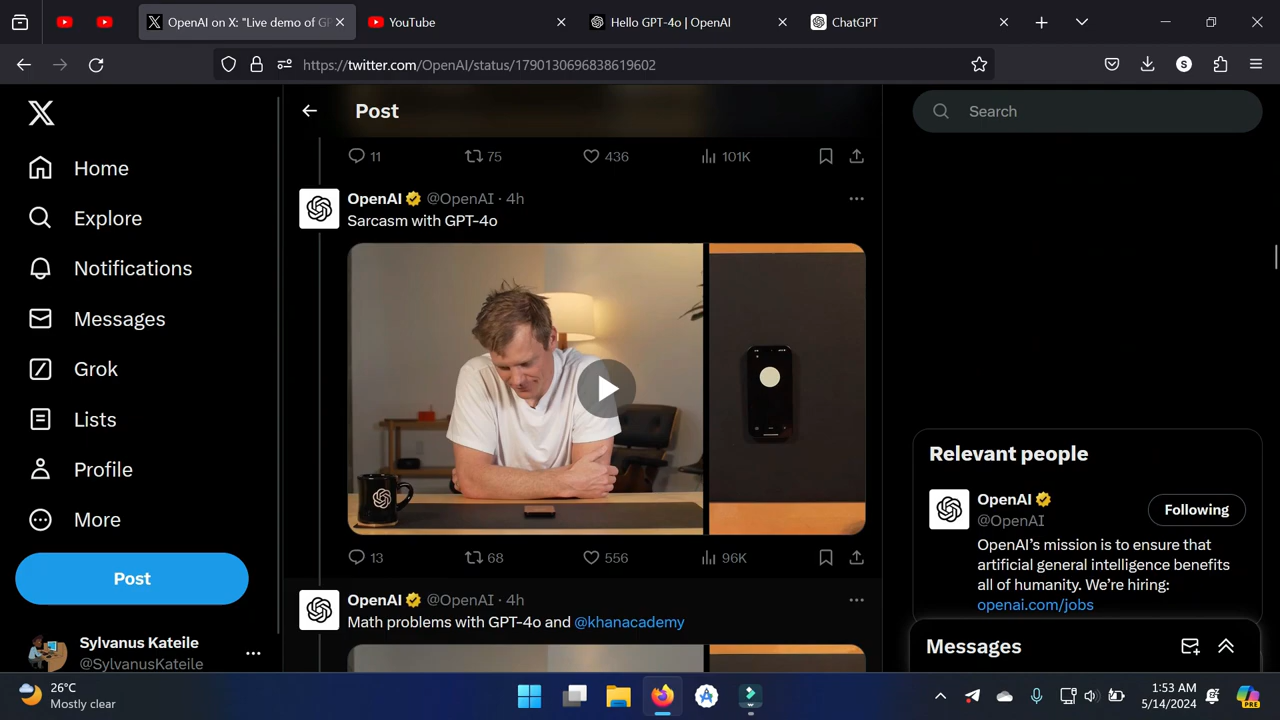 OpenAI on X: "Live demo of GP
YouTube
Hello GPT-4o | OpenAI
ChatGPT
https://twitter.com/OpenAI/status/1790130696838619602
S
Home
Explore
Notifications
Messages
Grok
Lists
Profile
More
Post
Sylvanus Kateile
@SylvanusKateile
Post
11 75 436 101K
OpenAI @OpenAI · 4h
Sarcasm with GPT-4o
13 68 556 96K
OpenAI @OpenAI · 4h
Math problems with GPT-4o and @khanacademy
Search
Relevant people
OpenAI
@OpenAI
Following
OpenAI’s mission is to ensure that
artificial general intelligence benefits
all of humanity. We’re hiring:
openai.com/jobs
Messages
26°C
Mostly clear
1:53 AM
5/14/2024
PRE